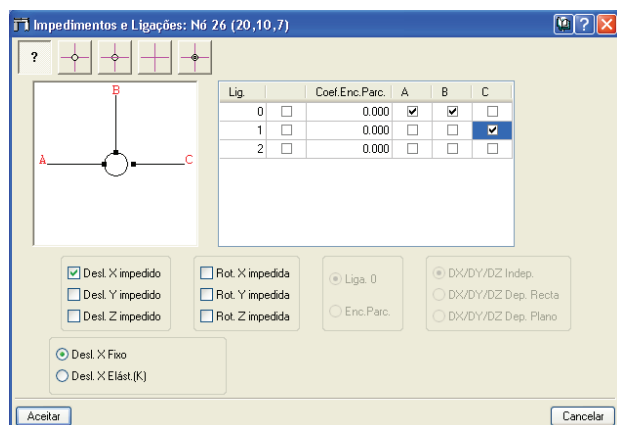 Impedimentos e Ligações: Nó 26 (20,10,7)
?
?
B
A
C
Lig. Coef.Enc.Parc. A B C
0 0.000
1 0.000
2 0.000
Desl. X impedido
Desl. Y impedido
Desl. Z impedido
Rot. X impedida
Rot. Y impedida
Rot. Z impedida
Liga. 0
Enc.Parc.
DX/DY/DZ Indep.
DX/DY/DZ Dep. Recta
DX/DY/DZ Dep. Plano
Desl. X Fixo
Desl. X Elást.(K)
Aceitar
Cancelar